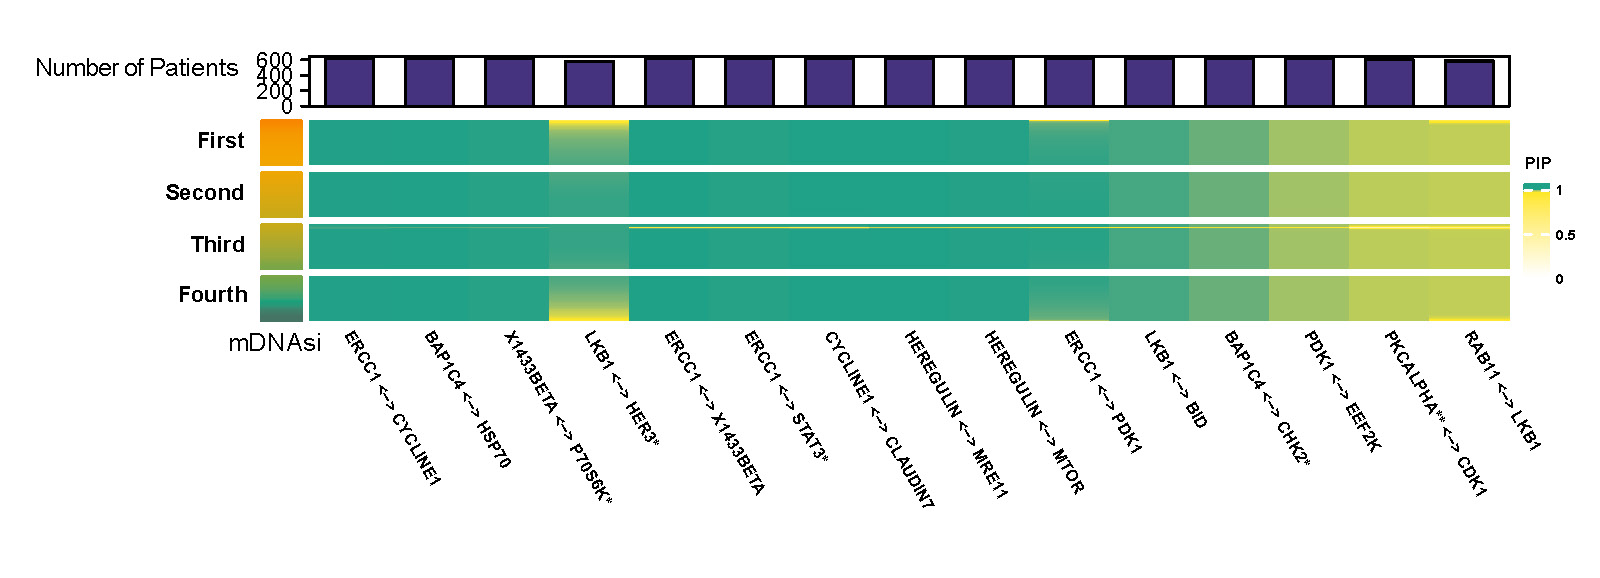 Number of Patients
600
400
200
0
First
Second
Third
Fourth
mDNAsi
PIP
1
0.5
0
ERCC1 <--> CYCLINE1
BAP1C4 <--> HSP70
X1433BETA <--> P70S6K*
LKB1 <--> HER3*
ERCC1 <--> X1433BETA
ERCC1 <--> STAT3*
CYCLINE1 <--> CLAUDIN7
HEREGULIN <--> MRE11
HEREGULIN <--> MTOR
ERCC1 <--> PDK1
LKB1 <--> BID
BAP1C4 <--> CHK2*
PDK1 <--> EEF2K
PKCALPHA** <--> CDK1
RAB11 <--> LKB1